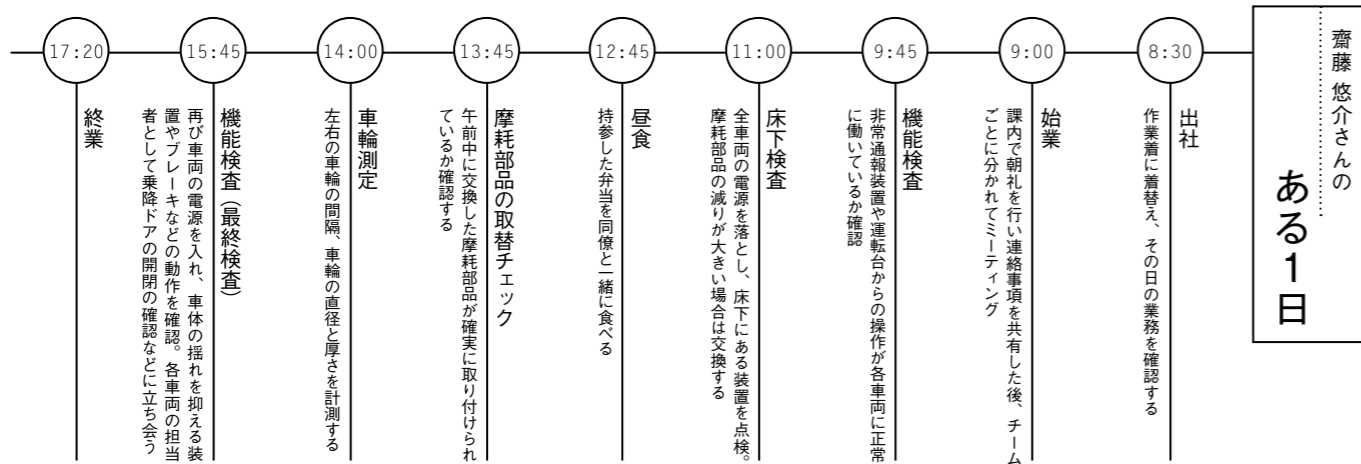 齋藤 悠介さんの
ある1日
8:30
出社
作業着に着替え、その日の業務を確認する
9:00
始業
課内で朝礼を行い連絡事項を共有した後、チーム
ごとに分かれてミーティング
9:45
機能検査
非常通報装置や運転台からの操作が各車両に正常
に働いているか確認
11:00
床下検査
全車両の電源を落とし、床下にある装置を点検。
摩耗部品の減りが大きい場合は交換する
12:45
昼食
持参した弁当を同僚と一緒に食べる
13:45
摩耗部品の取替チェック
午前中に交換した摩耗部品が確実に取り付けられ
ているか確認する
14:00
車輪測定
左右の車輪の間隔、車輪の直径と厚さを計測する
15:45
機能検査（最終検査）
再び車両の電源を入れ、車体の揺れを抑える装
置やブレーキなどの動作を確認。各車両の担当
者として乗降ドアの開閉の確認などに立ち会う
17:20
終業